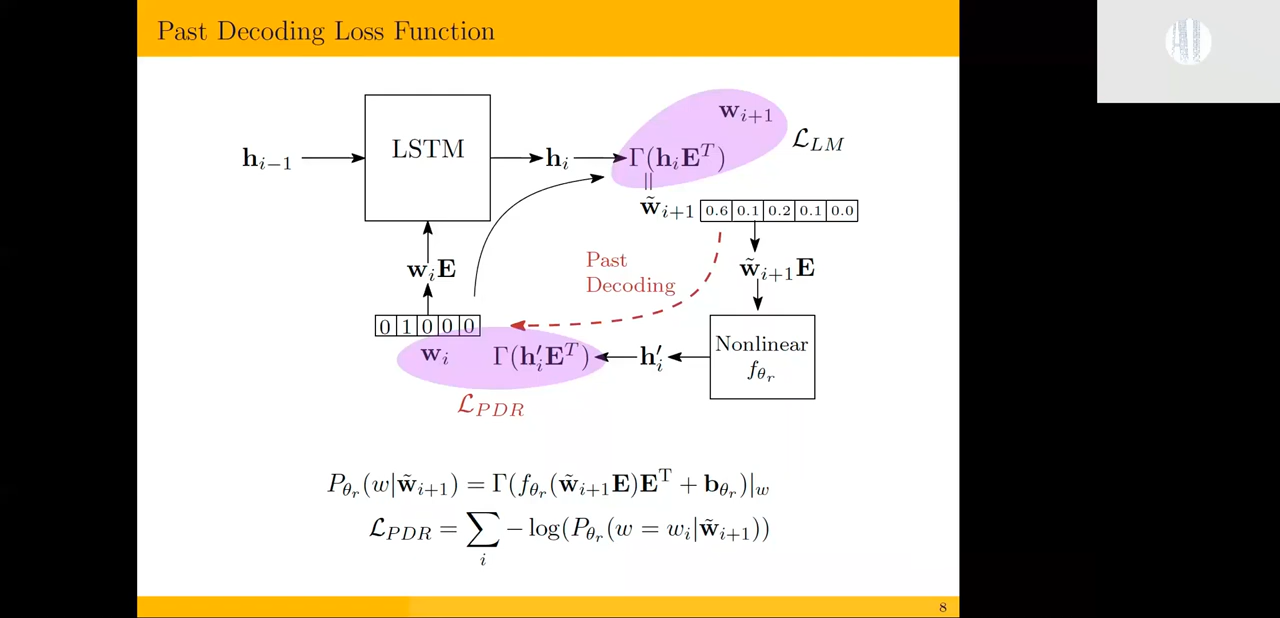 Past Decoding Loss Function
w_{i+1}
LSTM
L_{LM}
h_{i−1}
h_i
Γ(h_iE^T)
||
w̃_{i+1} 0.6 0.1 0.2 0.1 0.0
w_iE
Past
Decoding
w̃_{i+1}E
0 1 0 0 0
w_i
Γ(h′_iE^T)
h′_i
Nonlinear
f_{θ_r}
L_{PDR}
P_{θ_r}(w|w̃_{i+1}) = Γ(f_{θ_r}(w̃_{i+1}E)E^T + b_{θ_r})|_w
L_{PDR} = ∑_i − log(P_{θ_r}(w = w_i|w̃_{i+1}))
8